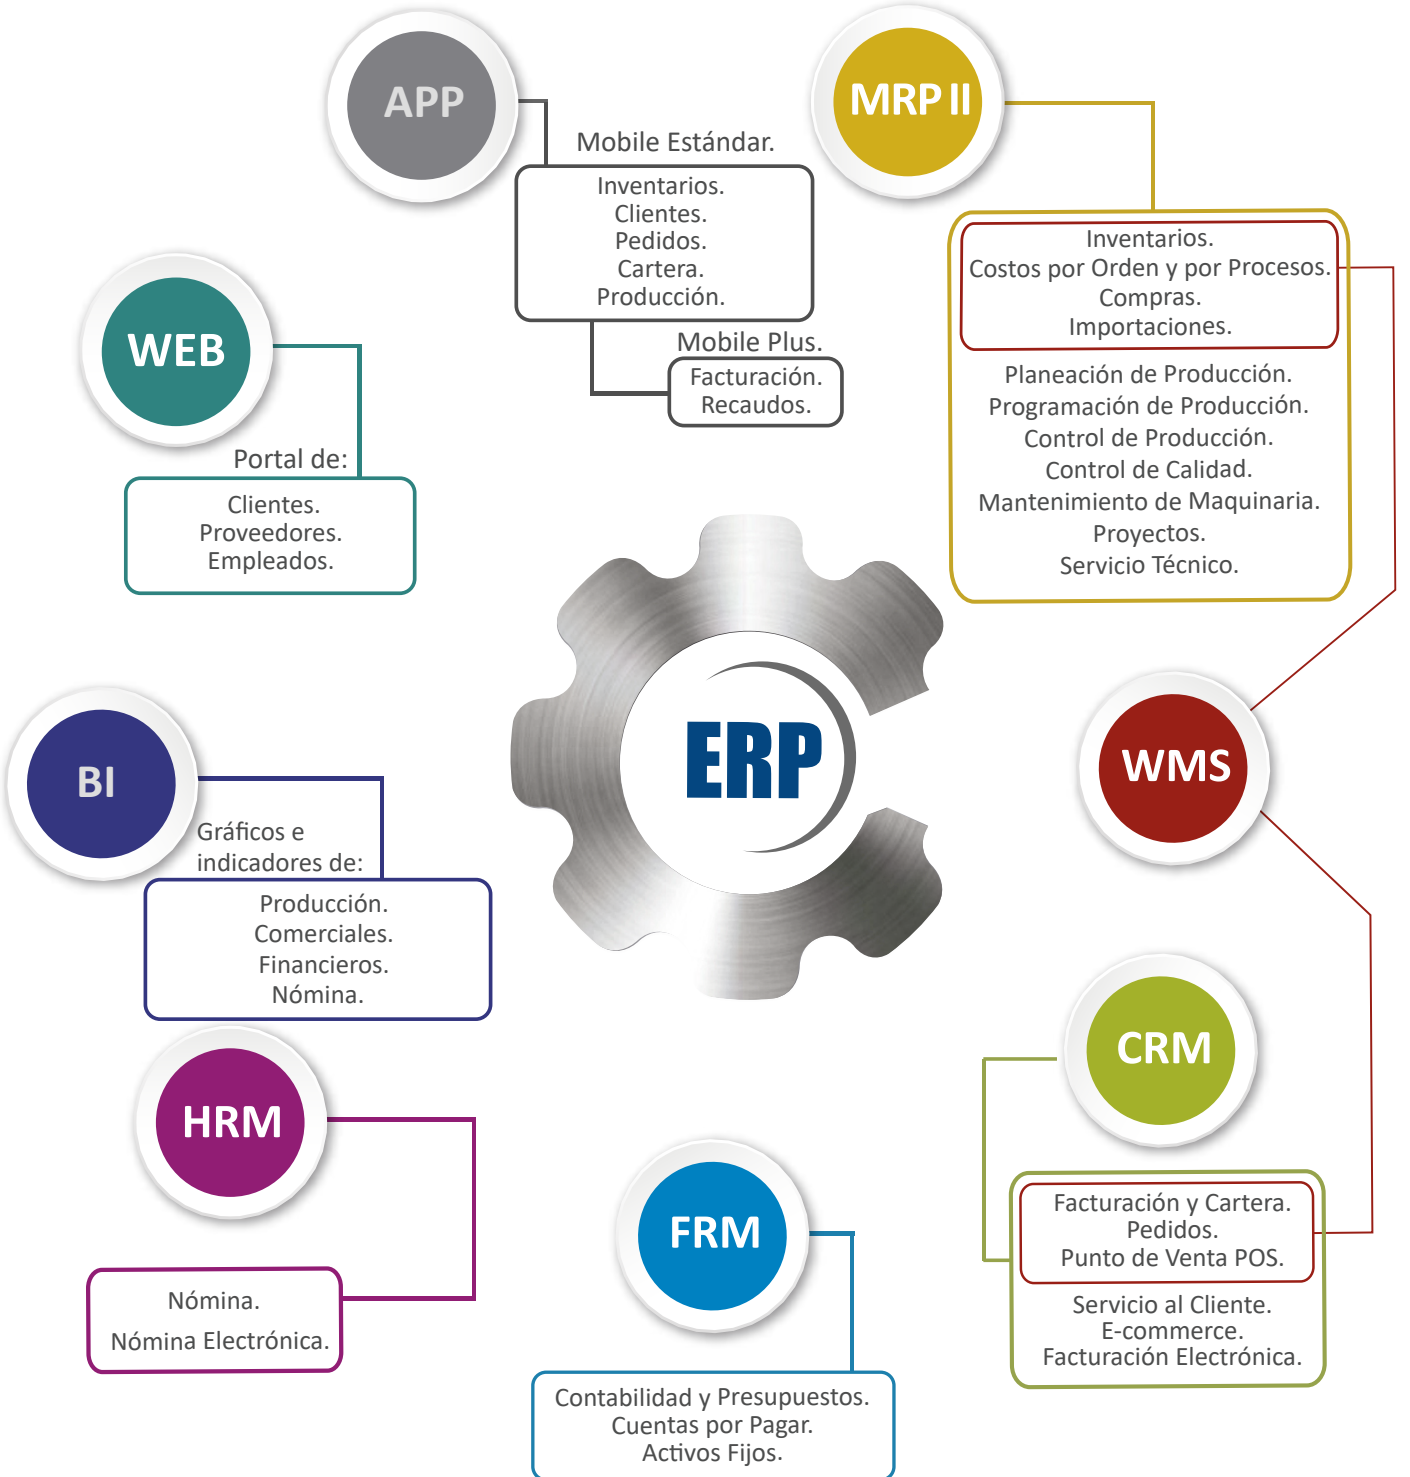 APP
Mobile Estándar.
Inventarios.
Clientes.
Pedidos.
Cartera.
Producción.
Mobile Plus.
Facturación.
Recaudos.
MRP II
Inventarios.
Costos por Orden y por Procesos.
Compras.
Importaciones.
Planeación de Producción.
Programación de Producción.
Control de Producción.
Control de Calidad.
Mantenimiento de Maquinaria.
Proyectos.
Servicio Técnico.
WEB
Portal de:
Clientes.
Proveedores.
Empleados.
ERP
WMS
BI
Gráficos e
indicadores de:
Producción.
Comerciales.
Financieros.
Nómina.
CRM
Facturación y Cartera.
Pedidos.
Punto de Venta POS.
Servicio al Cliente.
E-commerce.
Facturación Electrónica.
HRM
Nómina.
Nómina Electrónica.
FRM
Contabilidad y Presupuestos.
Cuentas por Pagar.
Activos Fijos.